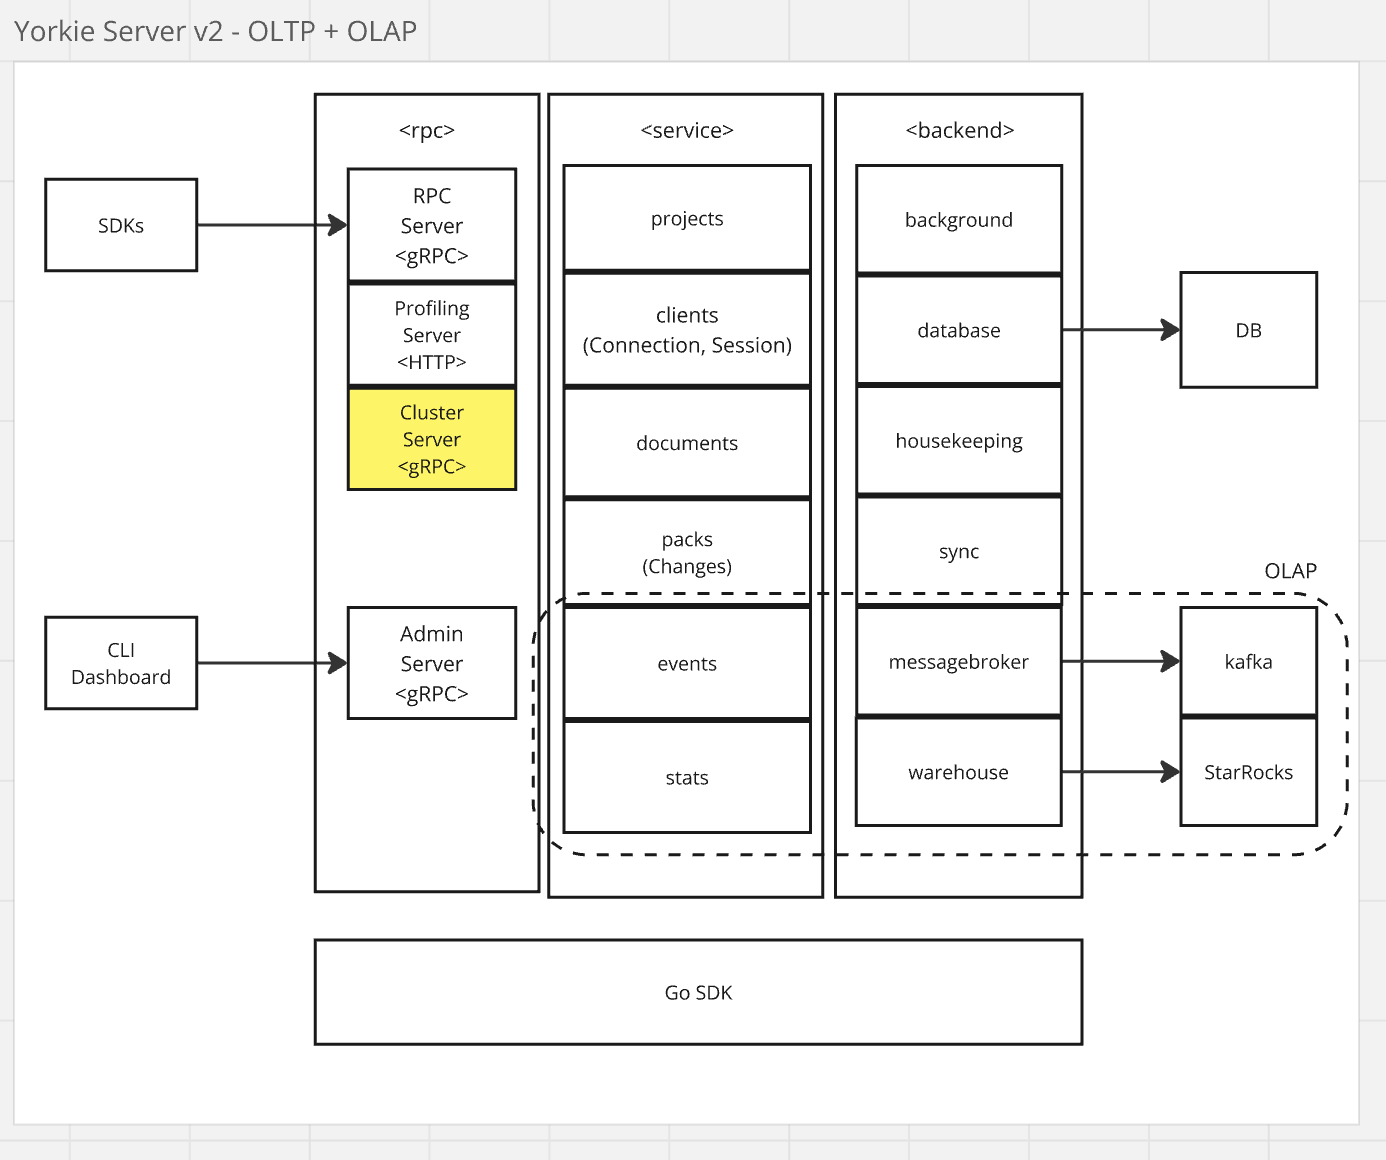 Yorkie Server v2 - OLTP + OLAP
<rpc>
<service>
<backend>
SDKs
RPC
Server
<gRPC>
Profiling
Server
<HTTP>
Cluster
Server
<gRPC>
CLI
Dashboard
Admin
Server
<gRPC>
projects
clients
(Connection, Session)
documents
packs
(Changes)
events
stats
background
database
housekeeping
sync
messagebroker
warehouse
DB
OLAP
kafka
StarRocks
Go SDK